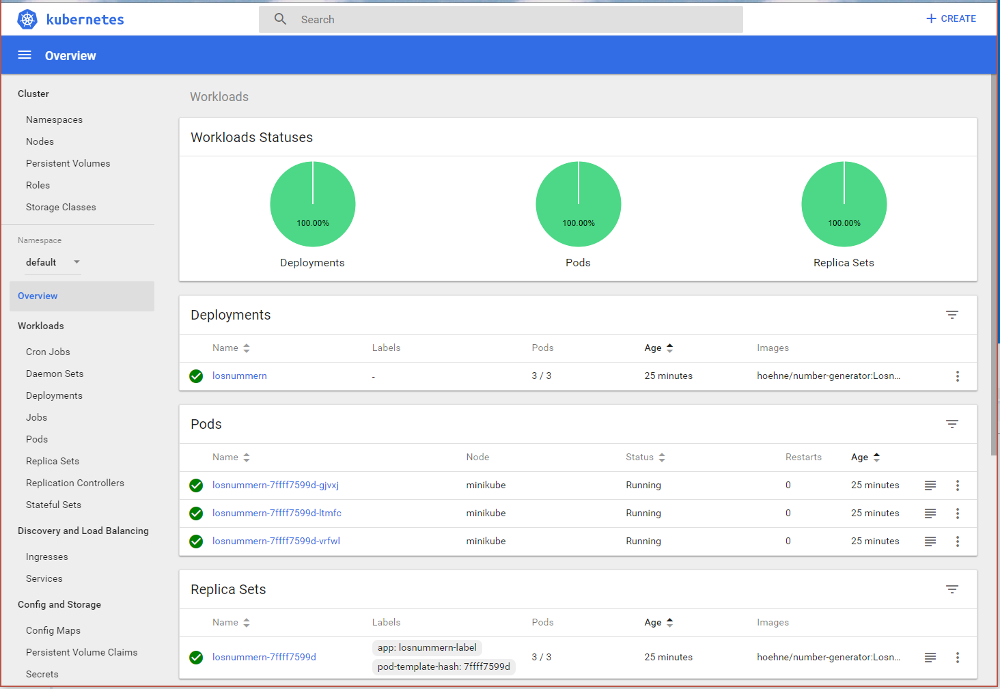 kubernetes
Search
CREATE
Overview
Cluster
Namespaces
Nodes
Persistent Volumes
Roles
Storage Classes
Namespace
default
Overview
Workloads
Cron Jobs
Daemon Sets
Deployments
Jobs
Pods
Replica Sets
Replication Controllers
Stateful Sets
Discovery and Load Balancing
Ingresses
Services
Config and Storage
Config Maps
Persistent Volume Claims
Secrets
Workloads
Workloads Statuses
100.00% 100.00% 100.00%
Deployments Pods Replica Sets
Deployments
Name Labels Pods Age Images
losnummern - 3 / 3 25 minutes hoehne/number-generator:Losn...
Pods
Name Node Status Restarts Age
losnummern-7ffff7599d-gjvxj minikube Running 0 25 minutes
losnummern-7ffff7599d-ltmfc minikube Running 0 25 minutes
losnummern-7ffff7599d-vrfwl minikube Running 0 25 minutes
Replica Sets
Name Labels Pods Age Images
losnummern-7ffff7599d app: losnummern-label 3 / 3 25 minutes hoehne/number-generator:Losn...
pod-template-hash: 7ffff7599d